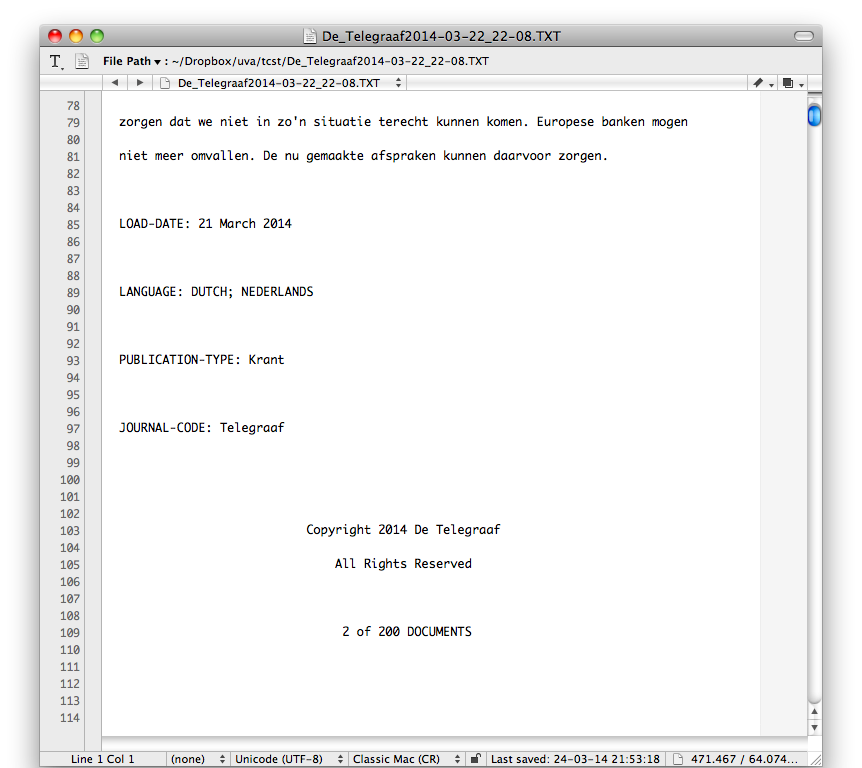 De_Telegraaf2014-03-22_22-08.TXT
File Path ▾ : ~/Dropbox/uva/tcst/De_Telegraaf2014-03-22_22-08.TXT
De_Telegraaf2014-03-22_22-08.TXT
78
79 zorgen dat we niet in zo'n situatie terecht kunnen komen. Europese banken mogen
80
81 niet meer omvallen. De nu gemaakte afspraken kunnen daarvoor zorgen.
82
83
84
85 LOAD-DATE: 21 March 2014
86
87
88
89 LANGUAGE: DUTCH; NEDERLANDS
90
91
92
93 PUBLICATION-TYPE: Krant
94
95
96
97 JOURNAL-CODE: Telegraaf
98
99
100
101
102
103 Copyright 2014 De Telegraaf
104
105 All Rights Reserved
106
107
108
109 2 of 200 DOCUMENTS
110
111
112
113
114
Line 1 Col 1 (none) Unicode (UTF-8) Classic Mac (CR) Last saved: 24-03-14 21:53:18 471.467 / 64.074...